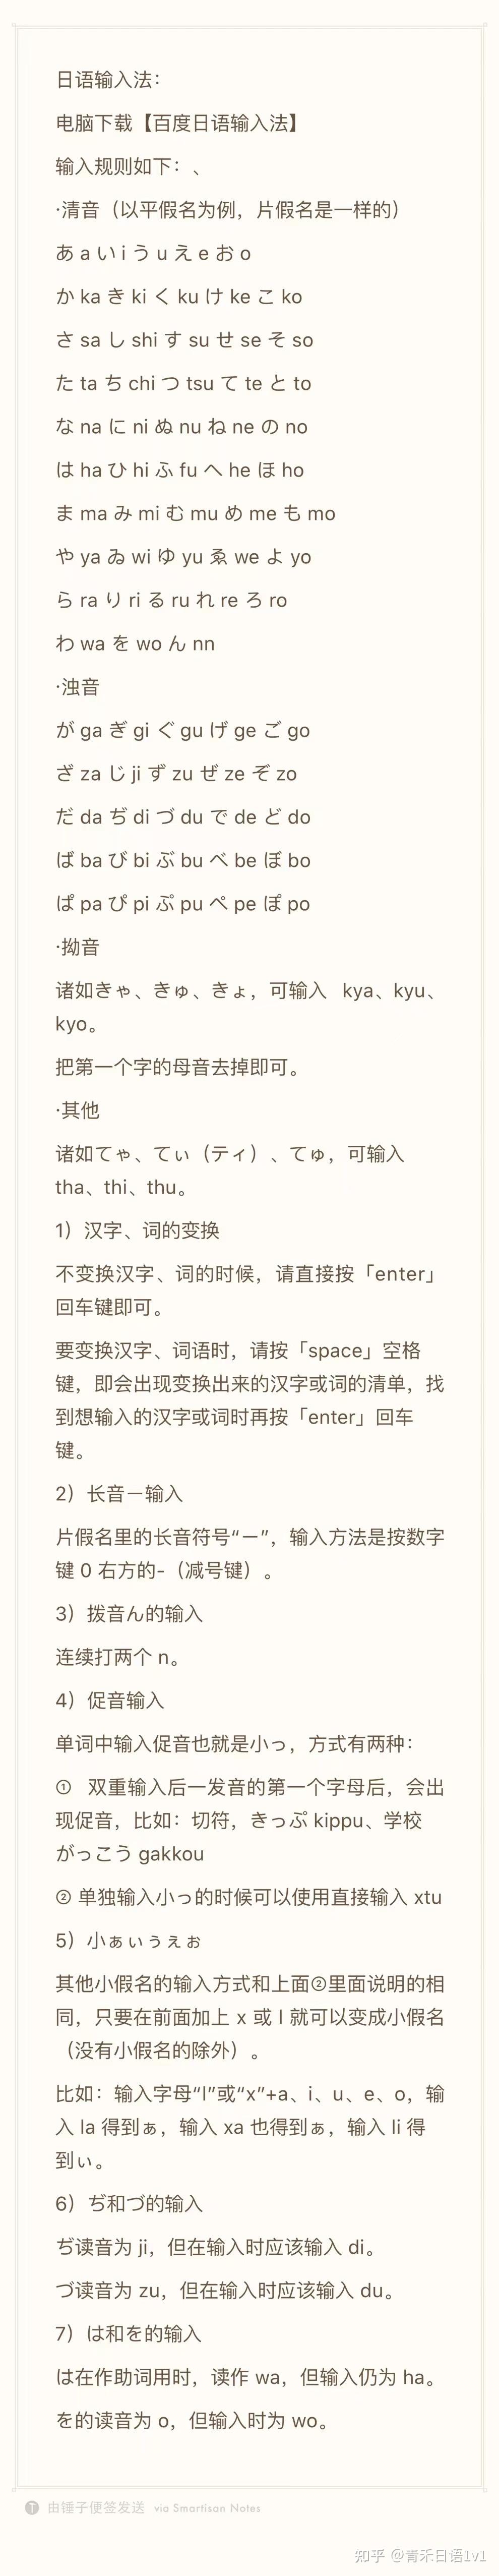 日语输入法：
电脑下载【百度日语输入法】
输入规则如下：、
·清音（以平假名为例，片假名是一样的）
あ a い i う u え e お o
か ka き ki く ku け ke こ ko
さ sa し shi す su せ se そ so
た ta ち chi つ tsu て te と to
な na に ni ぬ nu ね ne の no
は ha ひ hi ふ fu へ he ほ ho
ま ma み mi む mu め me も mo
や ya ゐ wi ゆ yu ゑ we よ yo
ら ra り ri る ru れ re ろ ro
わ wa を wo ん nn
·浊音
が ga ぎ gi ぐ gu げ ge ご go
ざ za じ ji ず zu ぜ ze ぞ zo
だ da ぢ di づ du で de ど do
ば ba び bi ぶ bu べ be ぼ bo
ぱ pa ぴ pi ぷ pu ぺ pe ぽ po
·拗音
诸如きゃ、きゅ、きょ，可输入 kya、kyu、
kyo。
把第一个字的母音去掉即可。
·其他
诸如てゃ、てぃ（ティ）、てゅ，可输入
tha、thi、thu。
1）汉字、词的变换
不变换汉字、词的时候，请直接按「enter」
回车键即可。
要变换汉字、词语时，请按「space」空格
键，即会出现变换出来的汉字或词的清单，找
到想输入的汉字或词时再按「enter」回车
键。
2）长音ー输入
片假名里的长音符号“ー”，输入方法是按数字
键 0 右方的-（减号键）。
3）拨音ん的输入
连续打两个 n。
4）促音输入
单词中输入促音也就是小っ，方式有两种：
① 双重输入后一发音的第一个字母后，会出
现促音，比如：切符，きっぷ kippu、学校
がっこう gakkou
② 单独输入小っ的时候可以使用直接输入 xtu
5）小ぁぃぅぇぉ
其他小假名的输入方式和上面②里面说明的相
同，只要在前面加上 x 或 l 就可以变成小假名
（没有小假名的除外）。
比如：输入字母“l”或“x”+a、i、u、e、o，输
入 la 得到ぁ，输入 xa 也得到ぁ，输入 li 得
到ぃ。
6）ぢ和づ的输入
ぢ读音为 ji，但在输入时应该输入 di。
づ读音为 zu，但在输入时应该输入 du。
7）は和を的输入
は在作助词用时，读作 wa，但输入仍为 ha。
を的读音为 o，但输入时为 wo。
T 由锤子便签发送 via Smartisan Notes
知乎 @青禾日语1v1